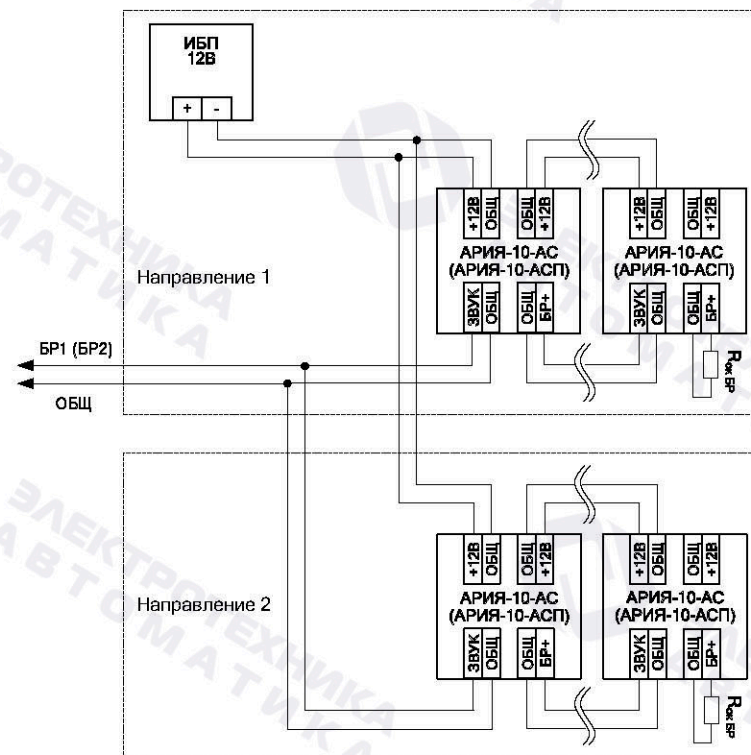 ИБП
12В
+ -
+12В ОБЩ ОБЩ +12В
+12В ОБЩ ОБЩ +12В
АРИЯ-10-АС
(АРИЯ-10-АСП)
АРИЯ-10-АС
(АРИЯ-10-АСП)
Направление 1
ЗВУК ОБЩ ОБЩ БР+
ЗВУК ОБЩ ОБЩ БР+
Rок БР
БР1 (БР2)
ОБЩ
+12В ОБЩ ОБЩ +12В
+12В ОБЩ ОБЩ +12В
АРИЯ-10-АС
(АРИЯ-10-АСП)
АРИЯ-10-АС
(АРИЯ-10-АСП)
Направление 2
ЗВУК ОБЩ ОБЩ БР+
ЗВУК ОБЩ ОБЩ БР+
Rок БР
ЭЛЕКТРОТЕХНИКА
АВТОМАТИКА